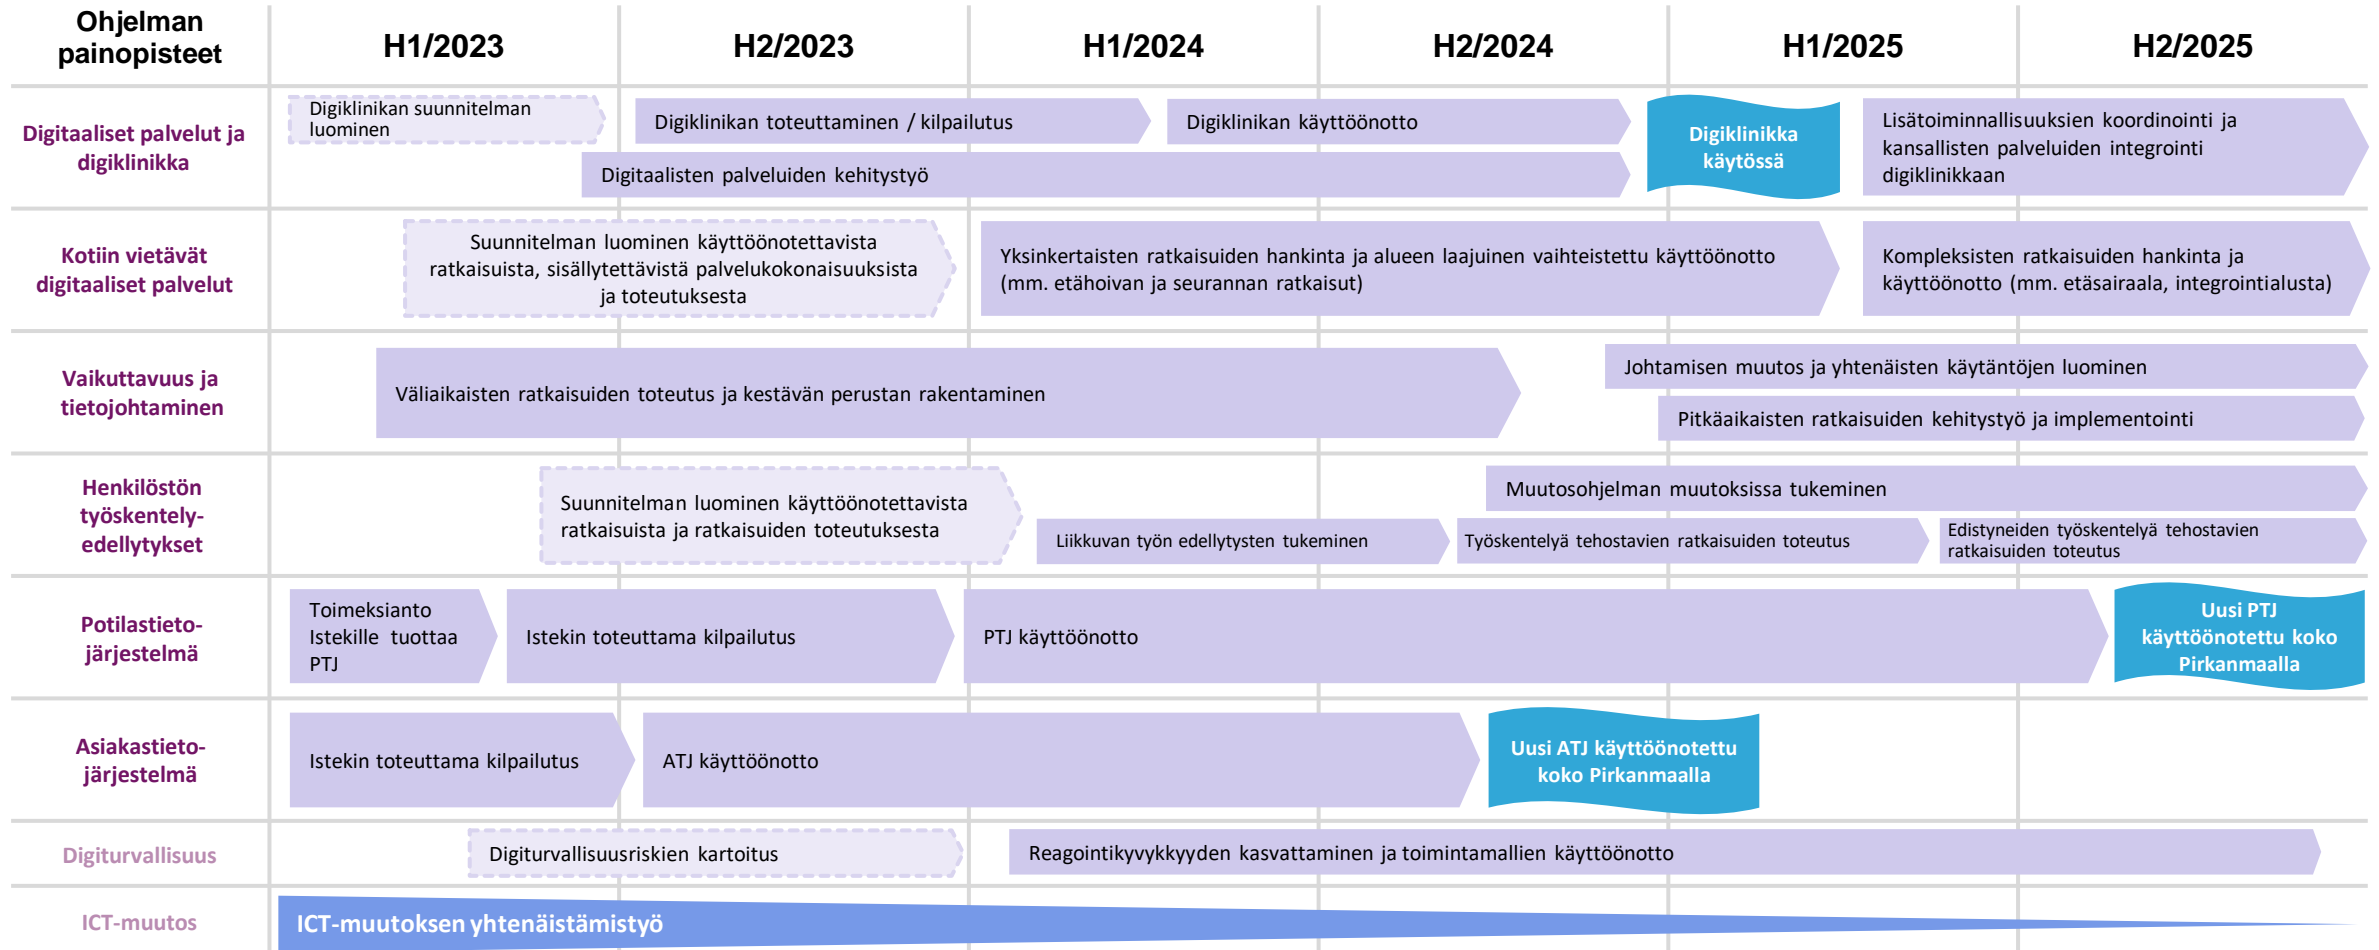 Ohjelman
painopisteet
H1/2023
H2/2023
H1/2024
H2/2024
H1/2025
H2/2025
Digitaaliset palvelut ja
digiklinikka
Digiklinikan suunnitelman
luominen
Digiklinikan toteuttaminen / kilpailutus
Digiklinikan käyttöönotto
Digitaalisten palveluiden kehitystyö
Digiklinikka
käytössä
Lisätoiminnallisuuksien koordinointi ja
kansallisten palveluiden integrointi
digiklinikkaan
Kotiin vietävät
digitaaliset palvelut
Suunnitelman luominen käyttöönotettavista
ratkaisuista, sisällytettävistä palvelukokonaisuuksista
ja toteutuksesta
Yksinkertaisten ratkaisuiden hankinta ja alueen laajuinen vaihteistettu käyttöönotto
(mm. etähoivan ja seurannan ratkaisut)
Kompleksisten ratkaisuiden hankinta ja
käyttöönotto (mm. etäsairaala, integrointialusta)
Vaikuttavuus ja
tietojohtaminen
Väliaikaisten ratkaisuiden toteutus ja kestävän perustan rakentaminen
Johtamisen muutos ja yhtenäisten käytäntöjen luominen
Pitkäaikaisten ratkaisuiden kehitystyö ja implementointi
Henkilöstön
työskentely-
edellytykset
Suunnitelman luominen käyttöönotettavista
ratkaisuista ja ratkaisuiden toteutuksesta
Muutosohjelman muutoksissa tukeminen
Liikkuvan työn edellytysten tukeminen
Työskentelyä tehostavien ratkaisuiden toteutus
Edistyneiden työskentelyä tehostavien
ratkaisuiden toteutus
Potilastieto-
järjestelmä
Toimeksianto
Istekille tuottaa
PTJ
Istekin toteuttama kilpailutus
PTJ käyttöönotto
Uusi PTJ
käyttöönotettu koko
Pirkanmaalla
Asiakastieto-
järjestelmä
Istekin toteuttama kilpailutus
ATJ käyttöönotto
Uusi ATJ käyttöönotettu
koko Pirkanmaalla
Digiturvallisuus
Digiturvallisuusriskien kartoitus
Reagointikyvykkyyden kasvattaminen ja toimintamallien käyttöönotto
ICT-muutos
ICT-muutoksen yhtenäistämistyö